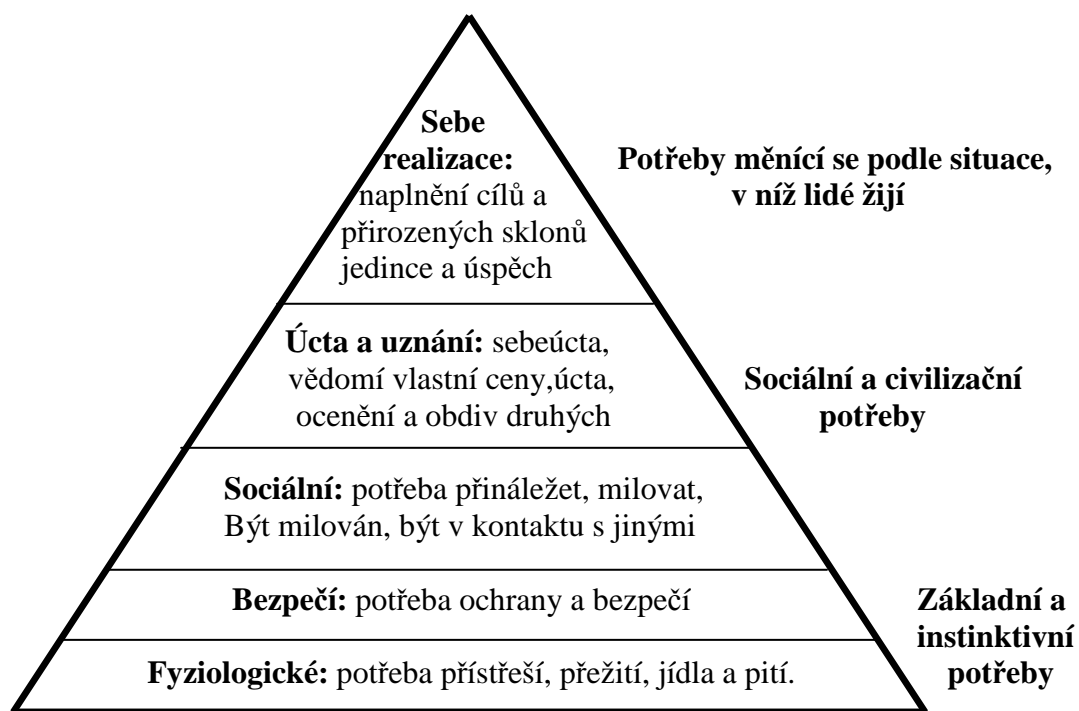 Sebe
realizace:
naplnění cílů a
přirozených sklonů
jedince a úspěch
Potřeby měnící se podle situace,
v níž lidé žijí
Úcta a uznání: sebeúcta,
vědomí vlastní ceny,úcta,
ocenění a obdiv druhých
Sociální a civilizační
potřeby
Sociální: potřeba přináležet, milovat,
Být milován, být v kontaktu s jinými
Bezpečí: potřeba ochrany a bezpečí
Základní a
instinktivní
potřeby
Fyziologické: potřeba přístřeší, přežití, jídla a pití.